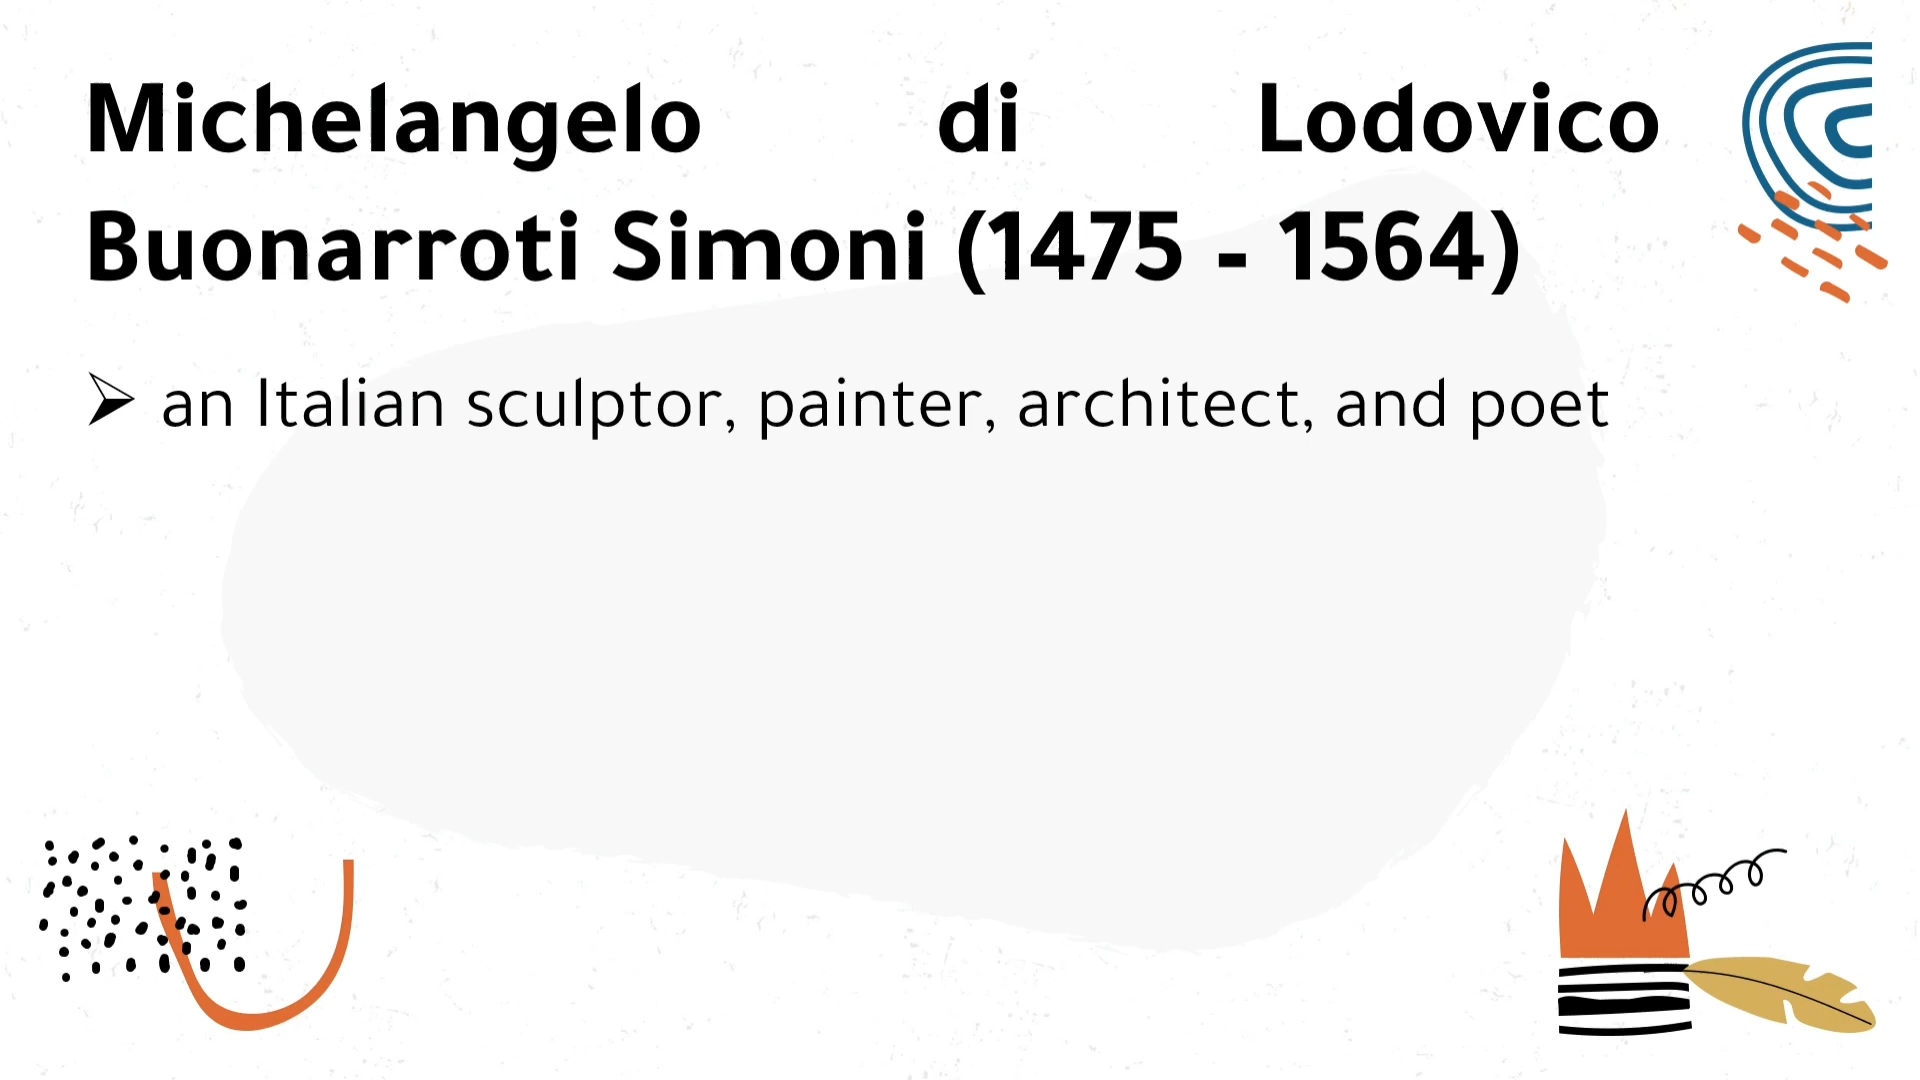 Michelangelo di Lodovico
Buonarroti Simoni (1475 - 1564)
➢ an Italian sculptor, painter, architect, and poet